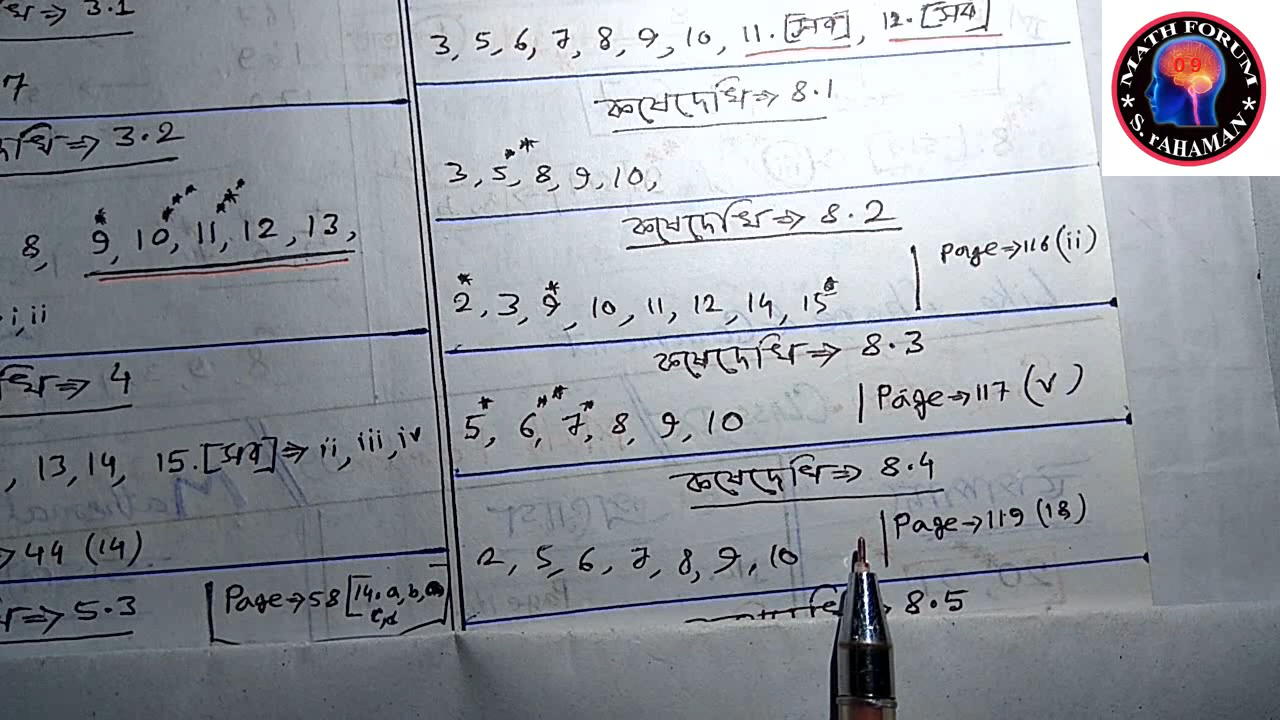 3.1
7
3.2
8, 9, 10, 11, 12, 13,
i, ii
4
, 13, 14, 15. [সব] ⇒ ii, iii, iv
⇒ 44 (14)
5.3
Page → 58 [14. a, b,
c, d
3, 5, 6, 7, 8, 9, 10, 11. [সব], 12. [সব]
কষেদেখি ⇒ 8.1
3, 5, 8, 9, 10,
কষেদেখি ⇒ 8.2
2, 3, 9, 10, 11, 12, 14, 15
Page → 116 (ii)
কষেদেখি ⇒ 8.3
5, 6, 7, 8, 9, 10
Page → 117 (v)
কষেদেখি ⇒ 8.4
2, 5, 6, 7, 8, 9, 10
Page → 119 (18)
8.5
MATH FORUM
09
* S. rAHAMAN *